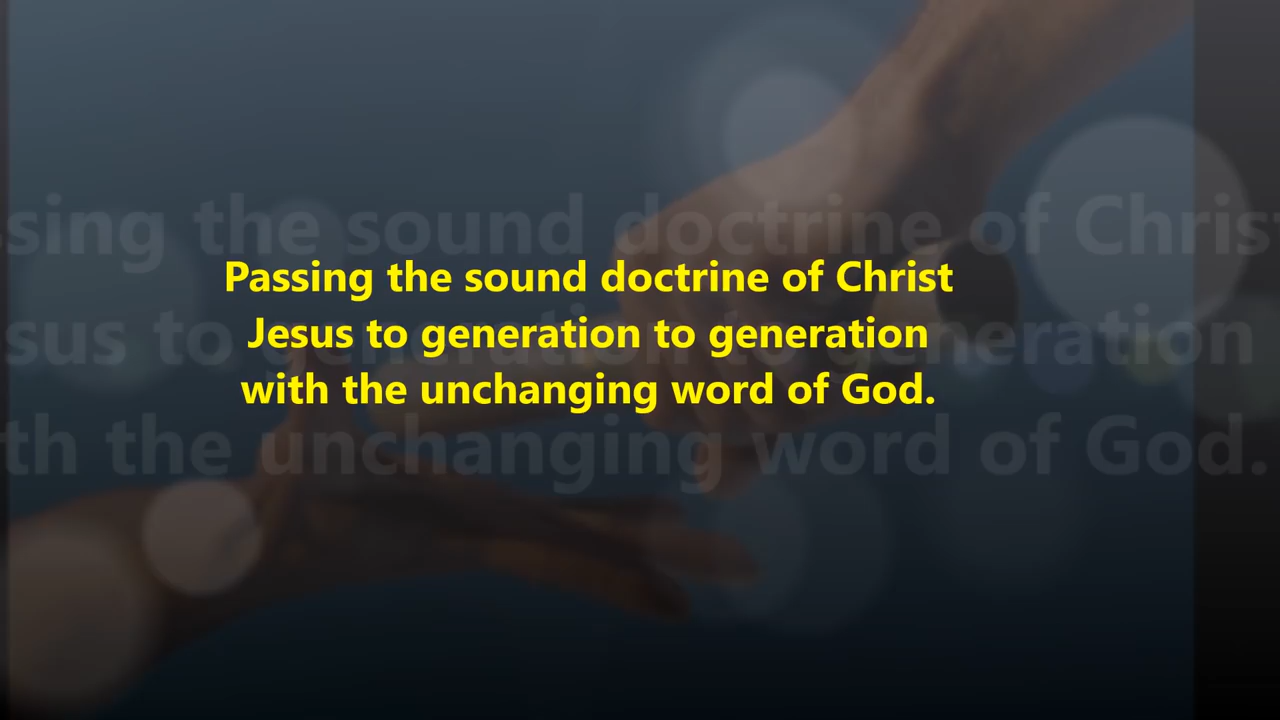 Passing the sound doctrine of Christ
Jesus to generation to generation
with the unchanging word of God.